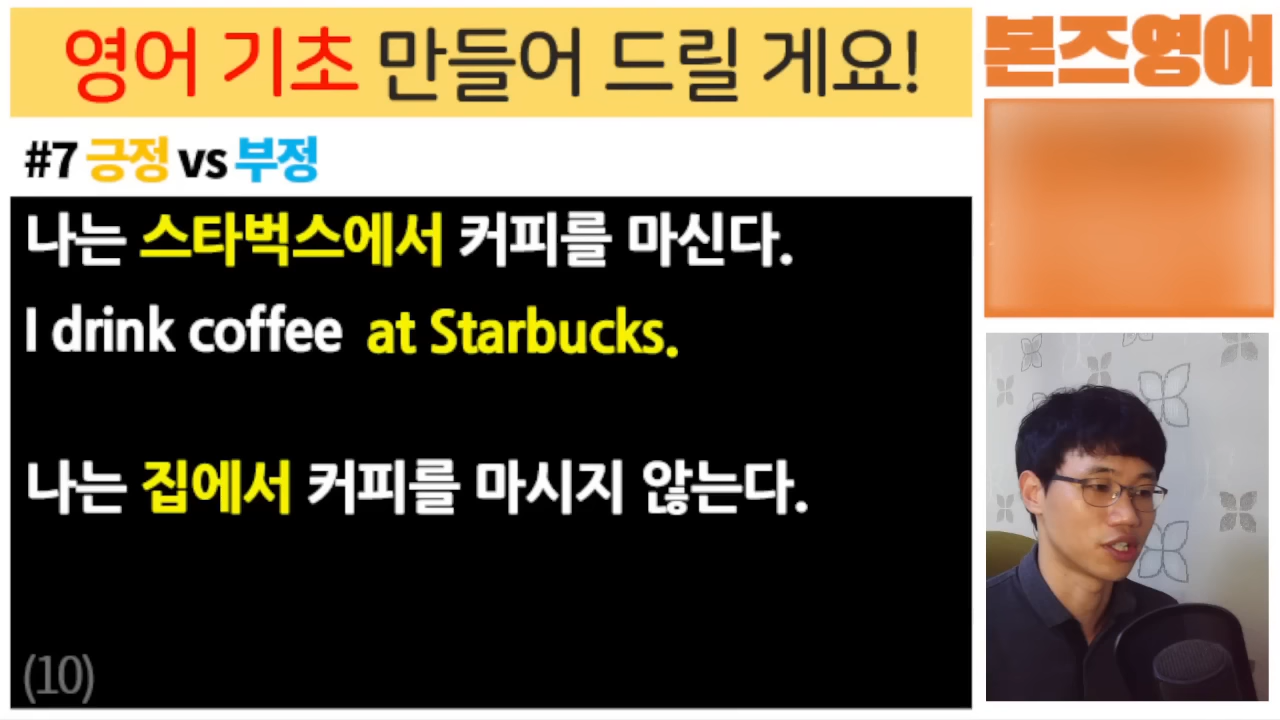 영어 기초 만들어 드릴 게요!
본즈영어
#7 긍정 vs 부정
나는 스타벅스에서 커피를 마신다.
I drink coffee at Starbucks.
나는 집에서 커피를 마시지 않는다.
(10)